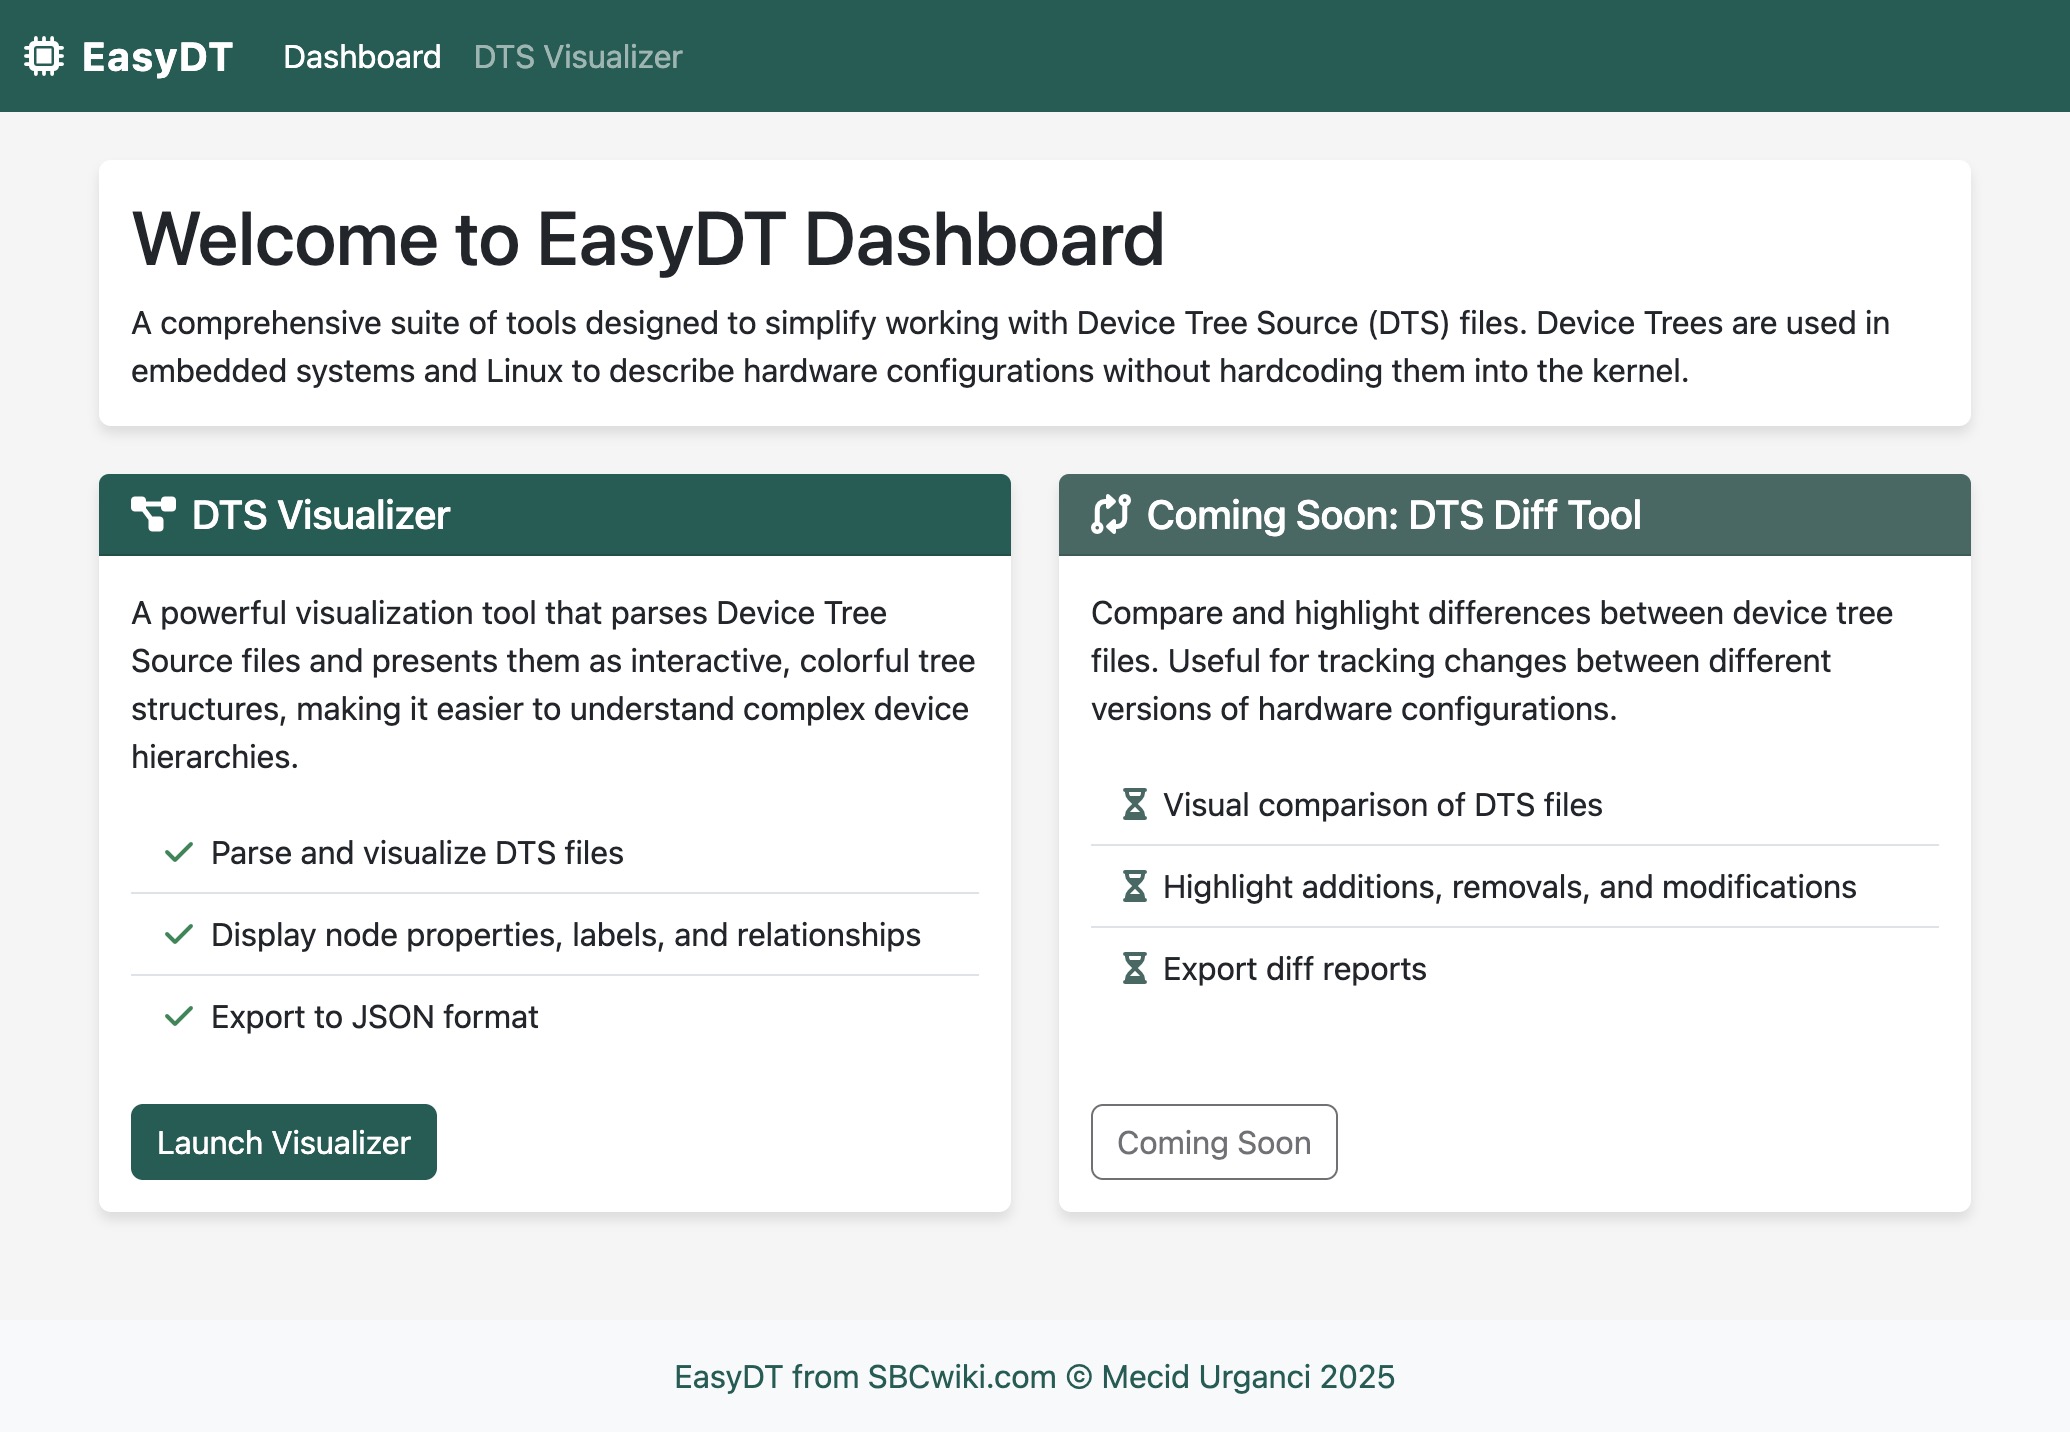 EasyDT
Dashboard
DTS Visualizer
Welcome to EasyDT Dashboard
A comprehensive suite of tools designed to simplify working with Device Tree Source (DTS) files. Device Trees are used in
embedded systems and Linux to describe hardware configurations without hardcoding them into the kernel.
DTS Visualizer
A powerful visualization tool that parses Device Tree
Source files and presents them as interactive, colorful tree
structures, making it easier to understand complex device
hierarchies.
Parse and visualize DTS files
Display node properties, labels, and relationships
Export to JSON format
Launch Visualizer
Coming Soon: DTS Diff Tool
Compare and highlight differences between device tree
files. Useful for tracking changes between different
versions of hardware configurations.
Visual comparison of DTS files
Highlight additions, removals, and modifications
Export diff reports
Coming Soon
EasyDT from SBCwiki.com © Mecid Urganci 2025